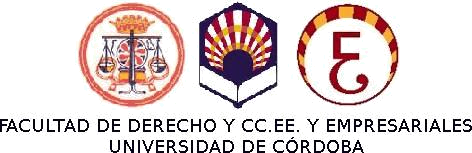 FACULTAD DE DERECHO Y CC.EE. Y EMPRESARIALES
UNIVERSIDAD DE CÓRDOBA